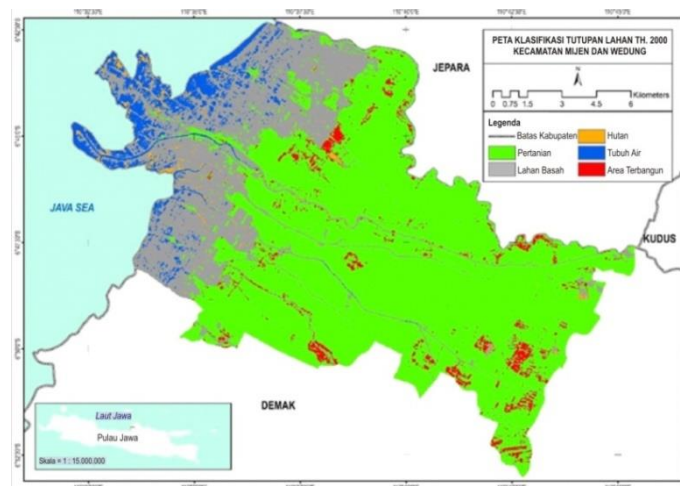 PETA KLASIFIKASI TUTUPAN LAHAN TH. 2000
KECAMATAN MIJEN DAN WEDUNG
N
0 0.75 1.5 3 4.5 6
Kilometers
Legenda
Batas Kabupaten
Hutan
Pertanian
Tubuh Air
Lahan Basah
Area Terbangun
JEPARA
JAVA SEA
KUDUS
DEMAK
Laut Jawa
Pulau Jawa
Skala = 1 : 15.000.000